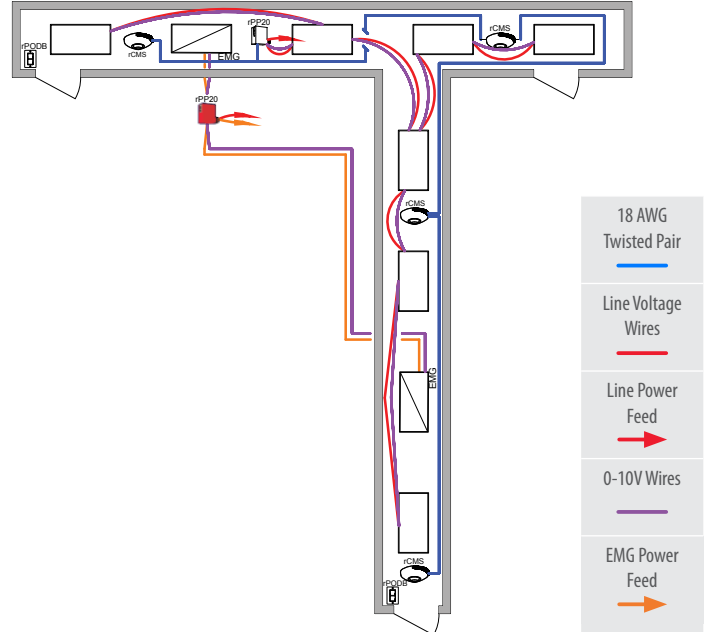 rPODB
rCMS
EMG
rPP20
rCMS
rPP20
rCMS
EMG
rCMS
rPODB
18 AWG
Twisted Pair
Line Voltage
Wires
Line Power
Feed
0-10V Wires
EMG Power
Feed